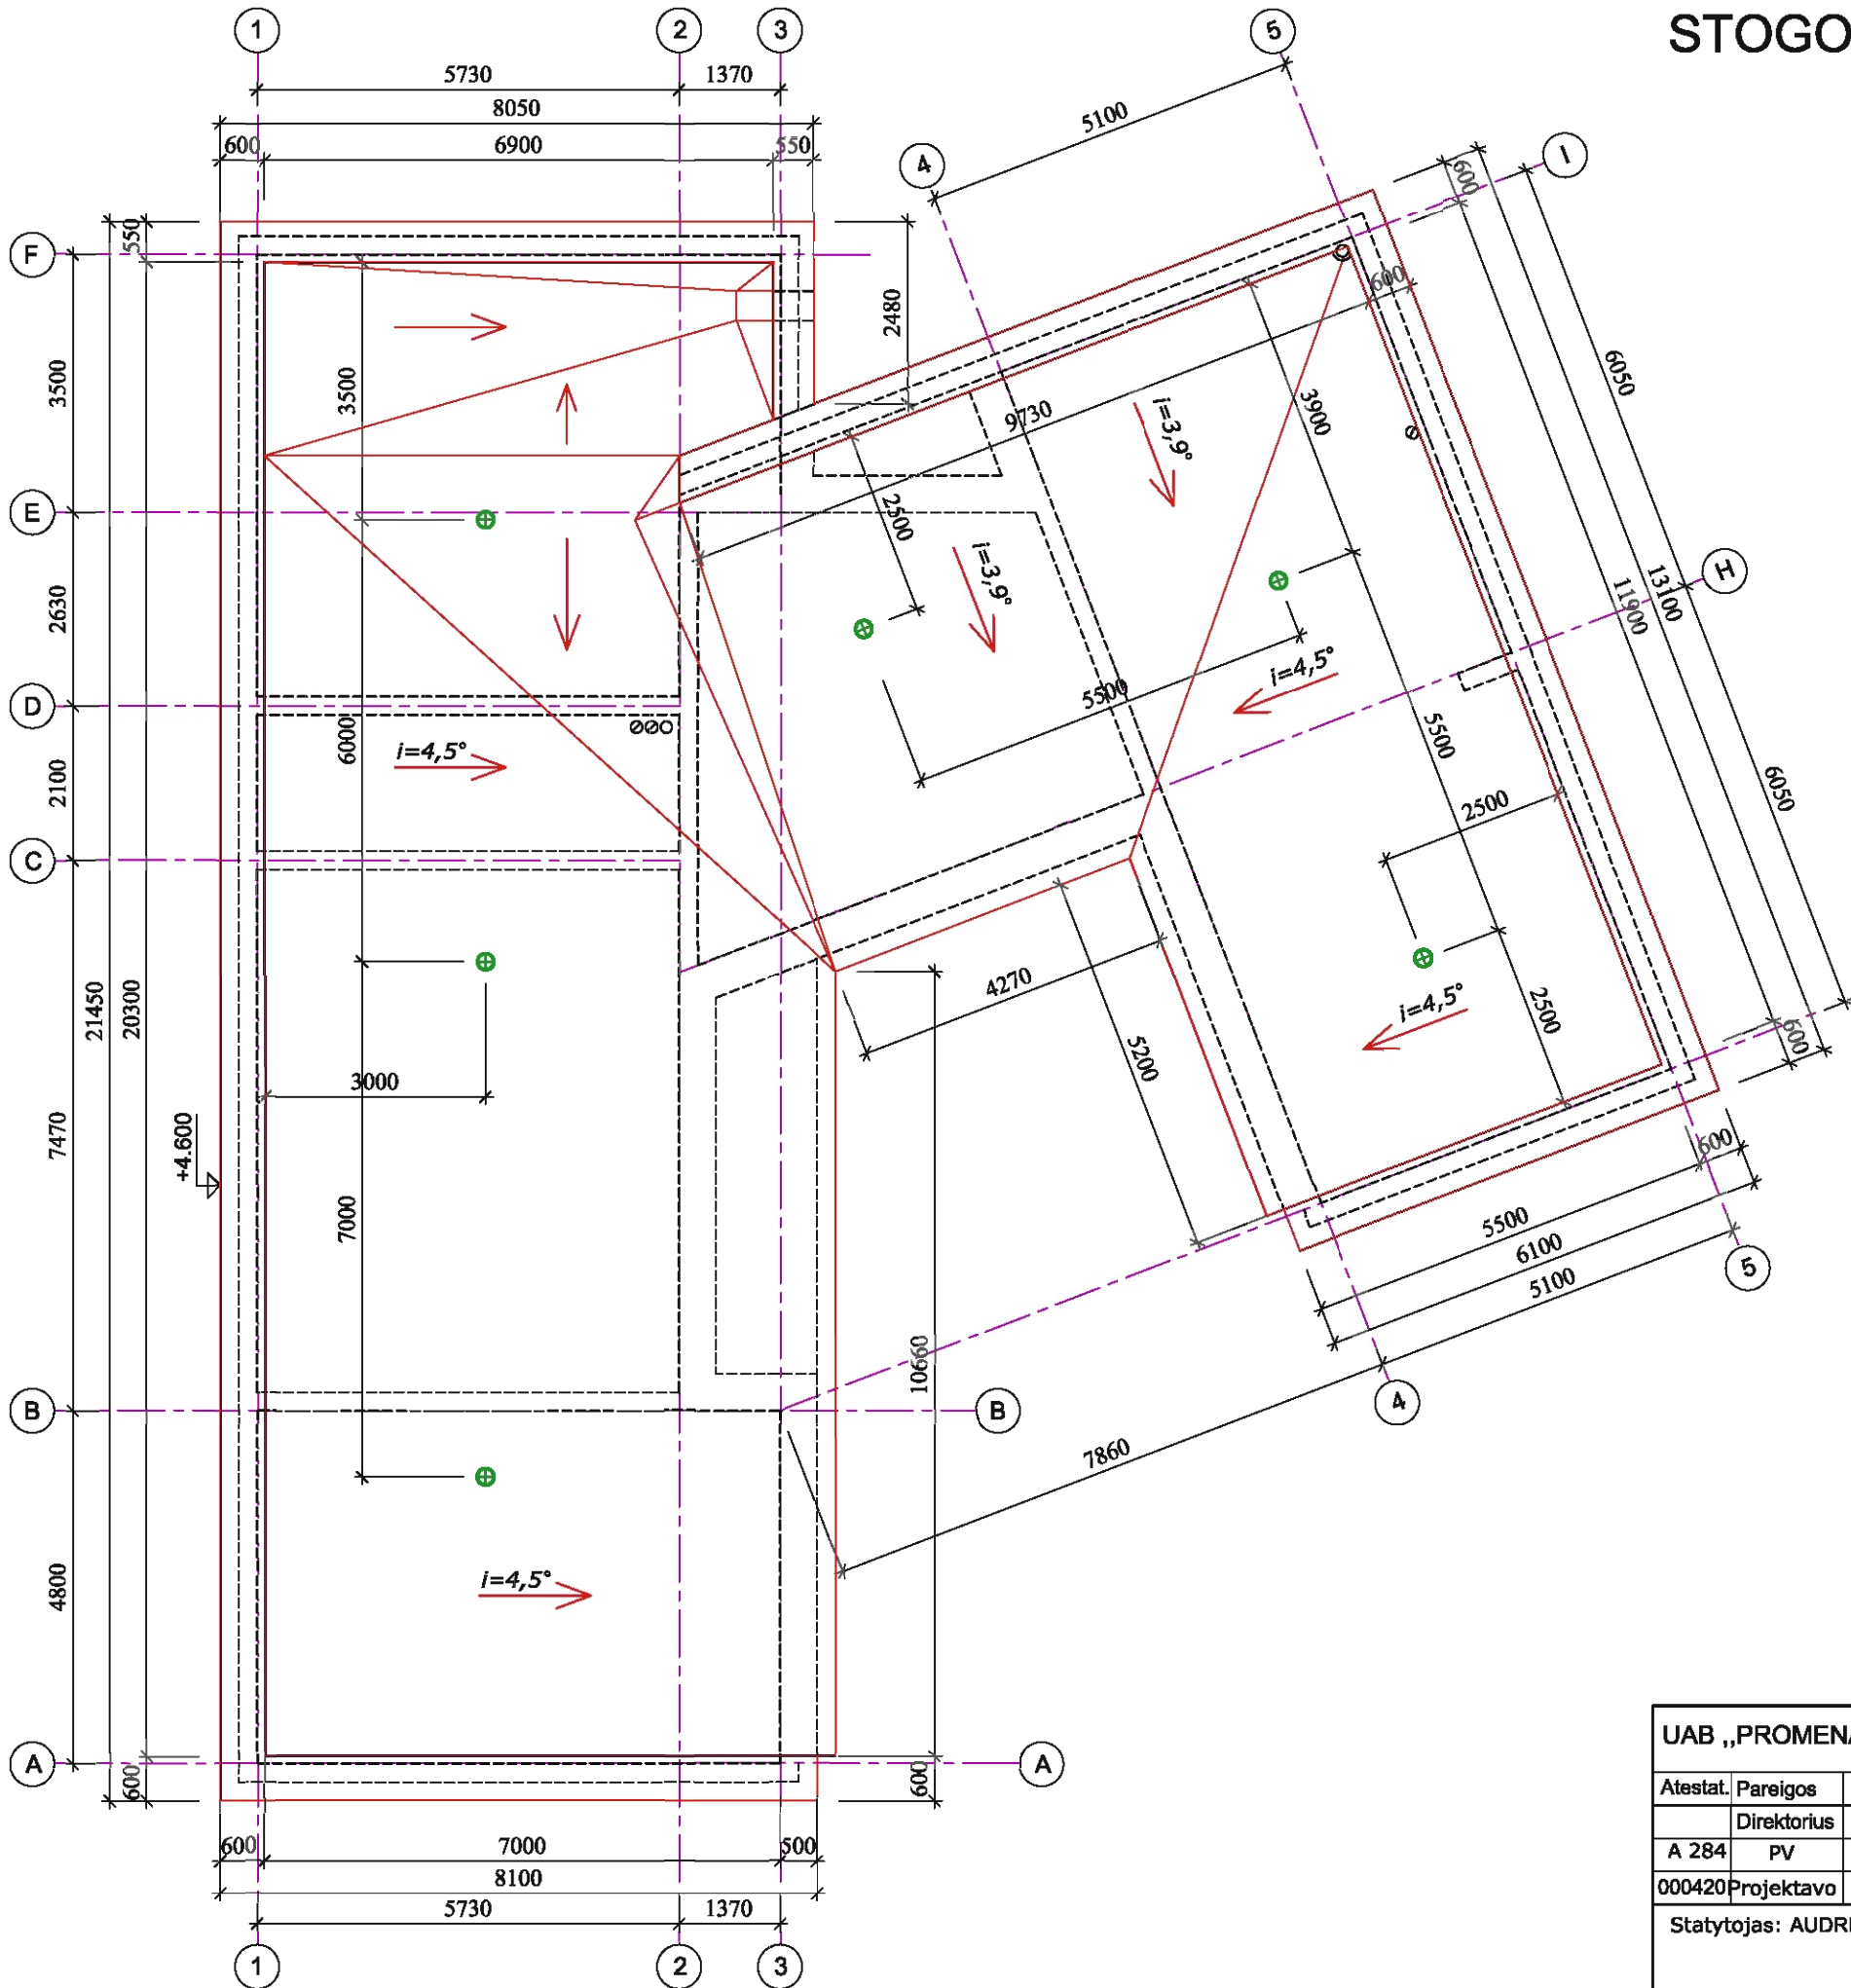 STOGO
1
2
3
5
5730
1370
8050
600
6900
550
5100
4
I
600
550
F
2480
600
6050
3500
3500
3900
9730
i=3,9°
2500
E
i=3,9°
H
2630
13100
11900
i=4,5°
5500
D
6000
i=4,5°
5500
2100
2500
6050
C
21450
20300
4270
i=4,5°
2500
5200
600
3000
+4.600
7470
7000
600
5500
6100
5100
5
10660
B
B
4
7860
4800
i=4,5°
A
A
600
600
600
7000
500
8100
5730
1370
1
2
3
UAB „PROMENA
Atestat. Pareigos
Direktorius
A 284 PV
000420 Projektavo
Statytojas: AUDR